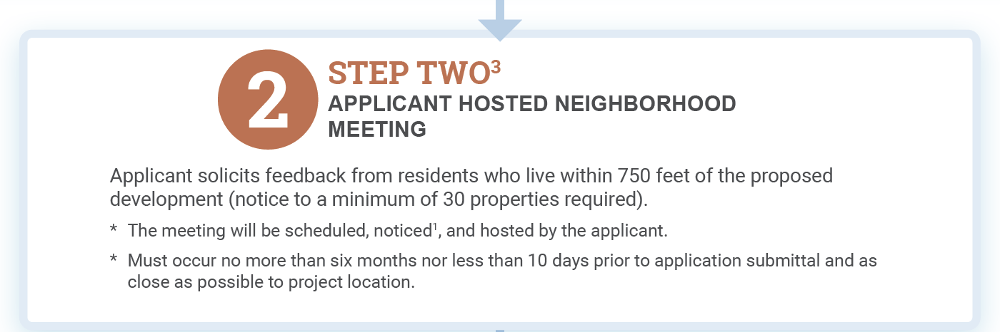 2
STEP TWO³
APPLICANT HOSTED NEIGHBORHOOD
MEETING
Applicant solicits feedback from residents who live within 750 feet of the proposed
development (notice to a minimum of 30 properties required).
* The meeting will be scheduled, noticed¹, and hosted by the applicant.
* Must occur no more than six months nor less than 10 days prior to application submittal and as
close as possible to project location.